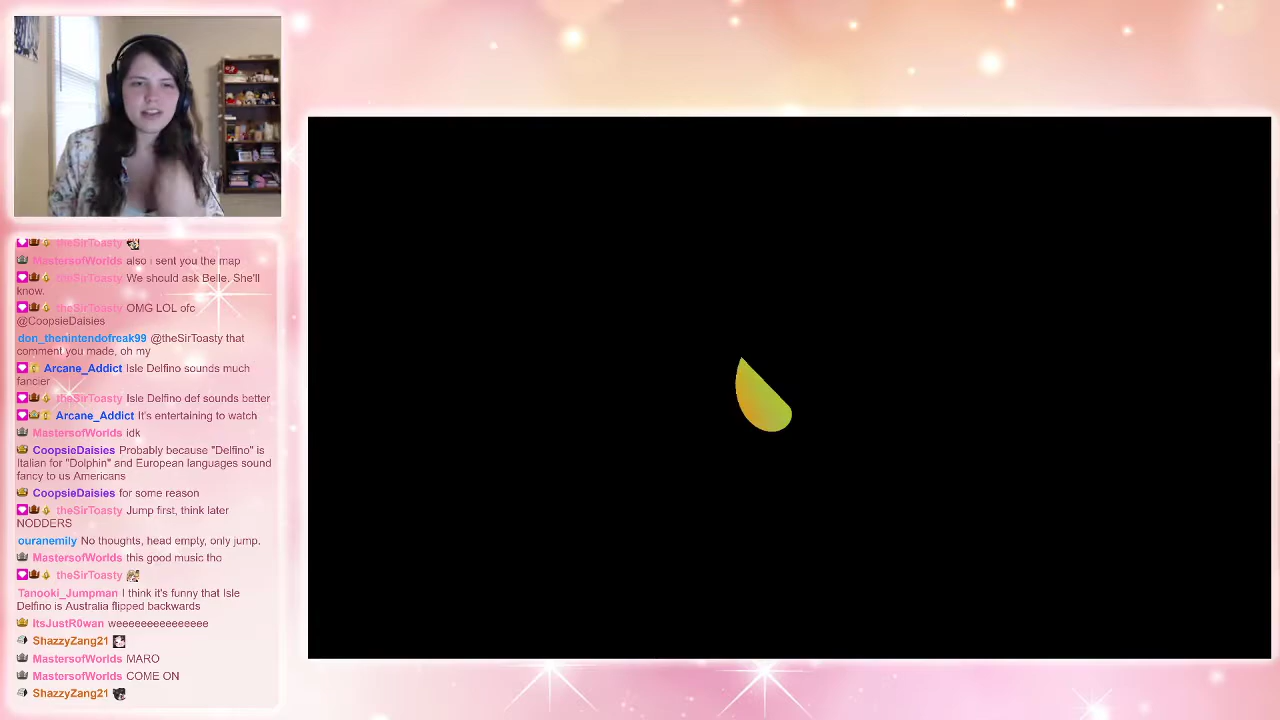 theSirToasty
MastersofWorlds also i sent you the map
theSirToasty We should ask Belle. She'll
know.
theSirToasty OMG LOL ofc
@CoopsieDaisies
don_thenintendofreak99 @theSirToasty that
comment you made, oh my
Arcane_Addict Isle Delfino sounds much
fancier
theSirToasty Isle Delfino def sounds better
Arcane_Addict It's entertaining to watch
MastersofWorlds idk
CoopsieDaisies Probably because "Delfino" is
Italian for "Dolphin" and European languages sound
fancy to us Americans
CoopsieDaisies for some reason
theSirToasty Jump first, think later
NODDERS
ouranemily No thoughts, head empty, only jump.
MastersofWorlds this good music tho
theSirToasty
Tanooki_Jumpman I think it's funny that Isle
Delfino is Australia flipped backwards
ItsJustR0wan weeeeeeeeeeeeeee
ShazzyZang21
MastersofWorlds MARO
MastersofWorlds COME ON
ShazzyZang21